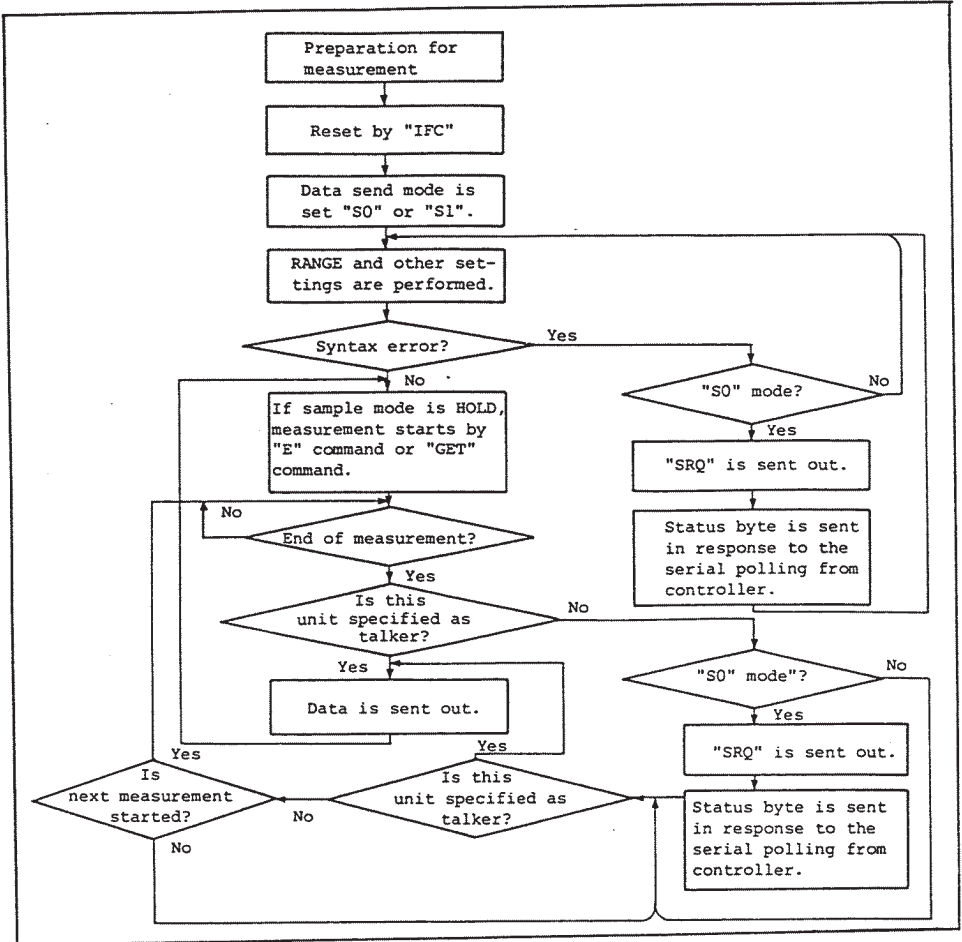 Preparation for
measurement
Reset by "IFC"
Data send mode is
set "S0" or "S1".
RANGE and other set-
tings are performed.
Syntax error?
Yes
No
"S0" mode?
No
Yes
If sample mode is HOLD,
measurement starts by
"E" command or "GET"
command.
"SRQ" is sent out.
Status byte is sent
in response to the
serial polling from
controller.
No
End of measurement?
Yes
Is this
unit specified as
talker?
No
Yes
"S0" mode"?
No
Yes
Data is sent out.
"SRQ" is sent out.
Status byte is sent
in response to the
serial polling from
controller.
Yes
Is this
unit specified as
talker?
No
Yes
Is
next measurement
started?
No